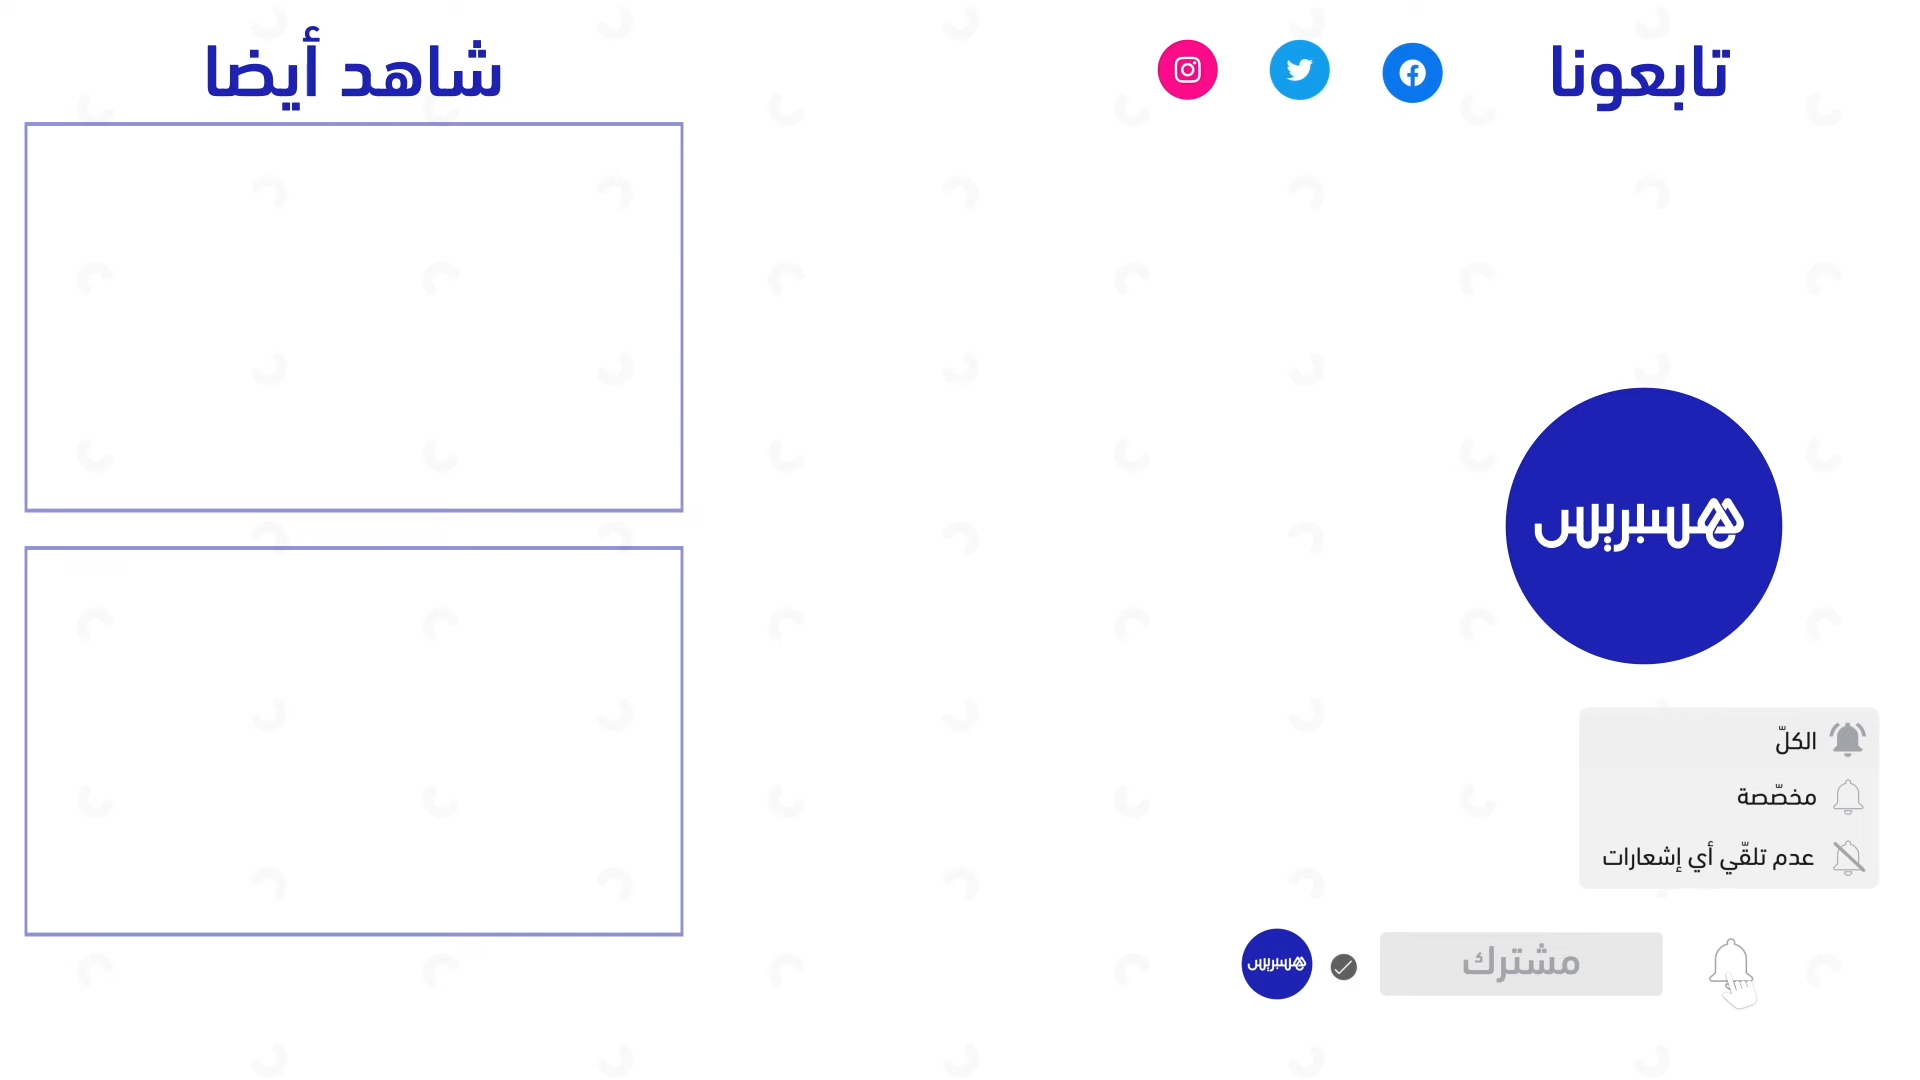 تابعونا
شاهد أيضا
هسبريس
الكلّ
مخصّصة
عدم تلقّي أي إشعارات
مشترك
هسبريس